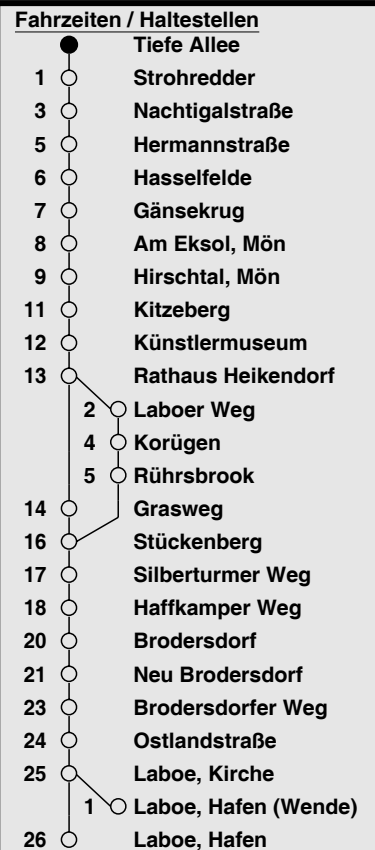 Fahrzeiten / Haltestellen
Tiefe Allee
1 Strohredder
3 Nachtigalstraße
5 Hermannstraße
6 Hasselfelde
7 Gänsekrug
8 Am Eksol, Mön
9 Hirschtal, Mön
11 Kitzeberg
12 Künstlermuseum
13 Rathaus Heikendorf
2 Laboer Weg
4 Korügen
5 Rührsbrook
14 Grasweg
16 Stückenberg
17 Silberturmer Weg
18 Haffkamper Weg
20 Brodersdorf
21 Neu Brodersdorf
23 Brodersdorfer Weg
24 Ostlandstraße
25 Laboe, Kirche
1 Laboe, Hafen (Wende)
26 Laboe, Hafen